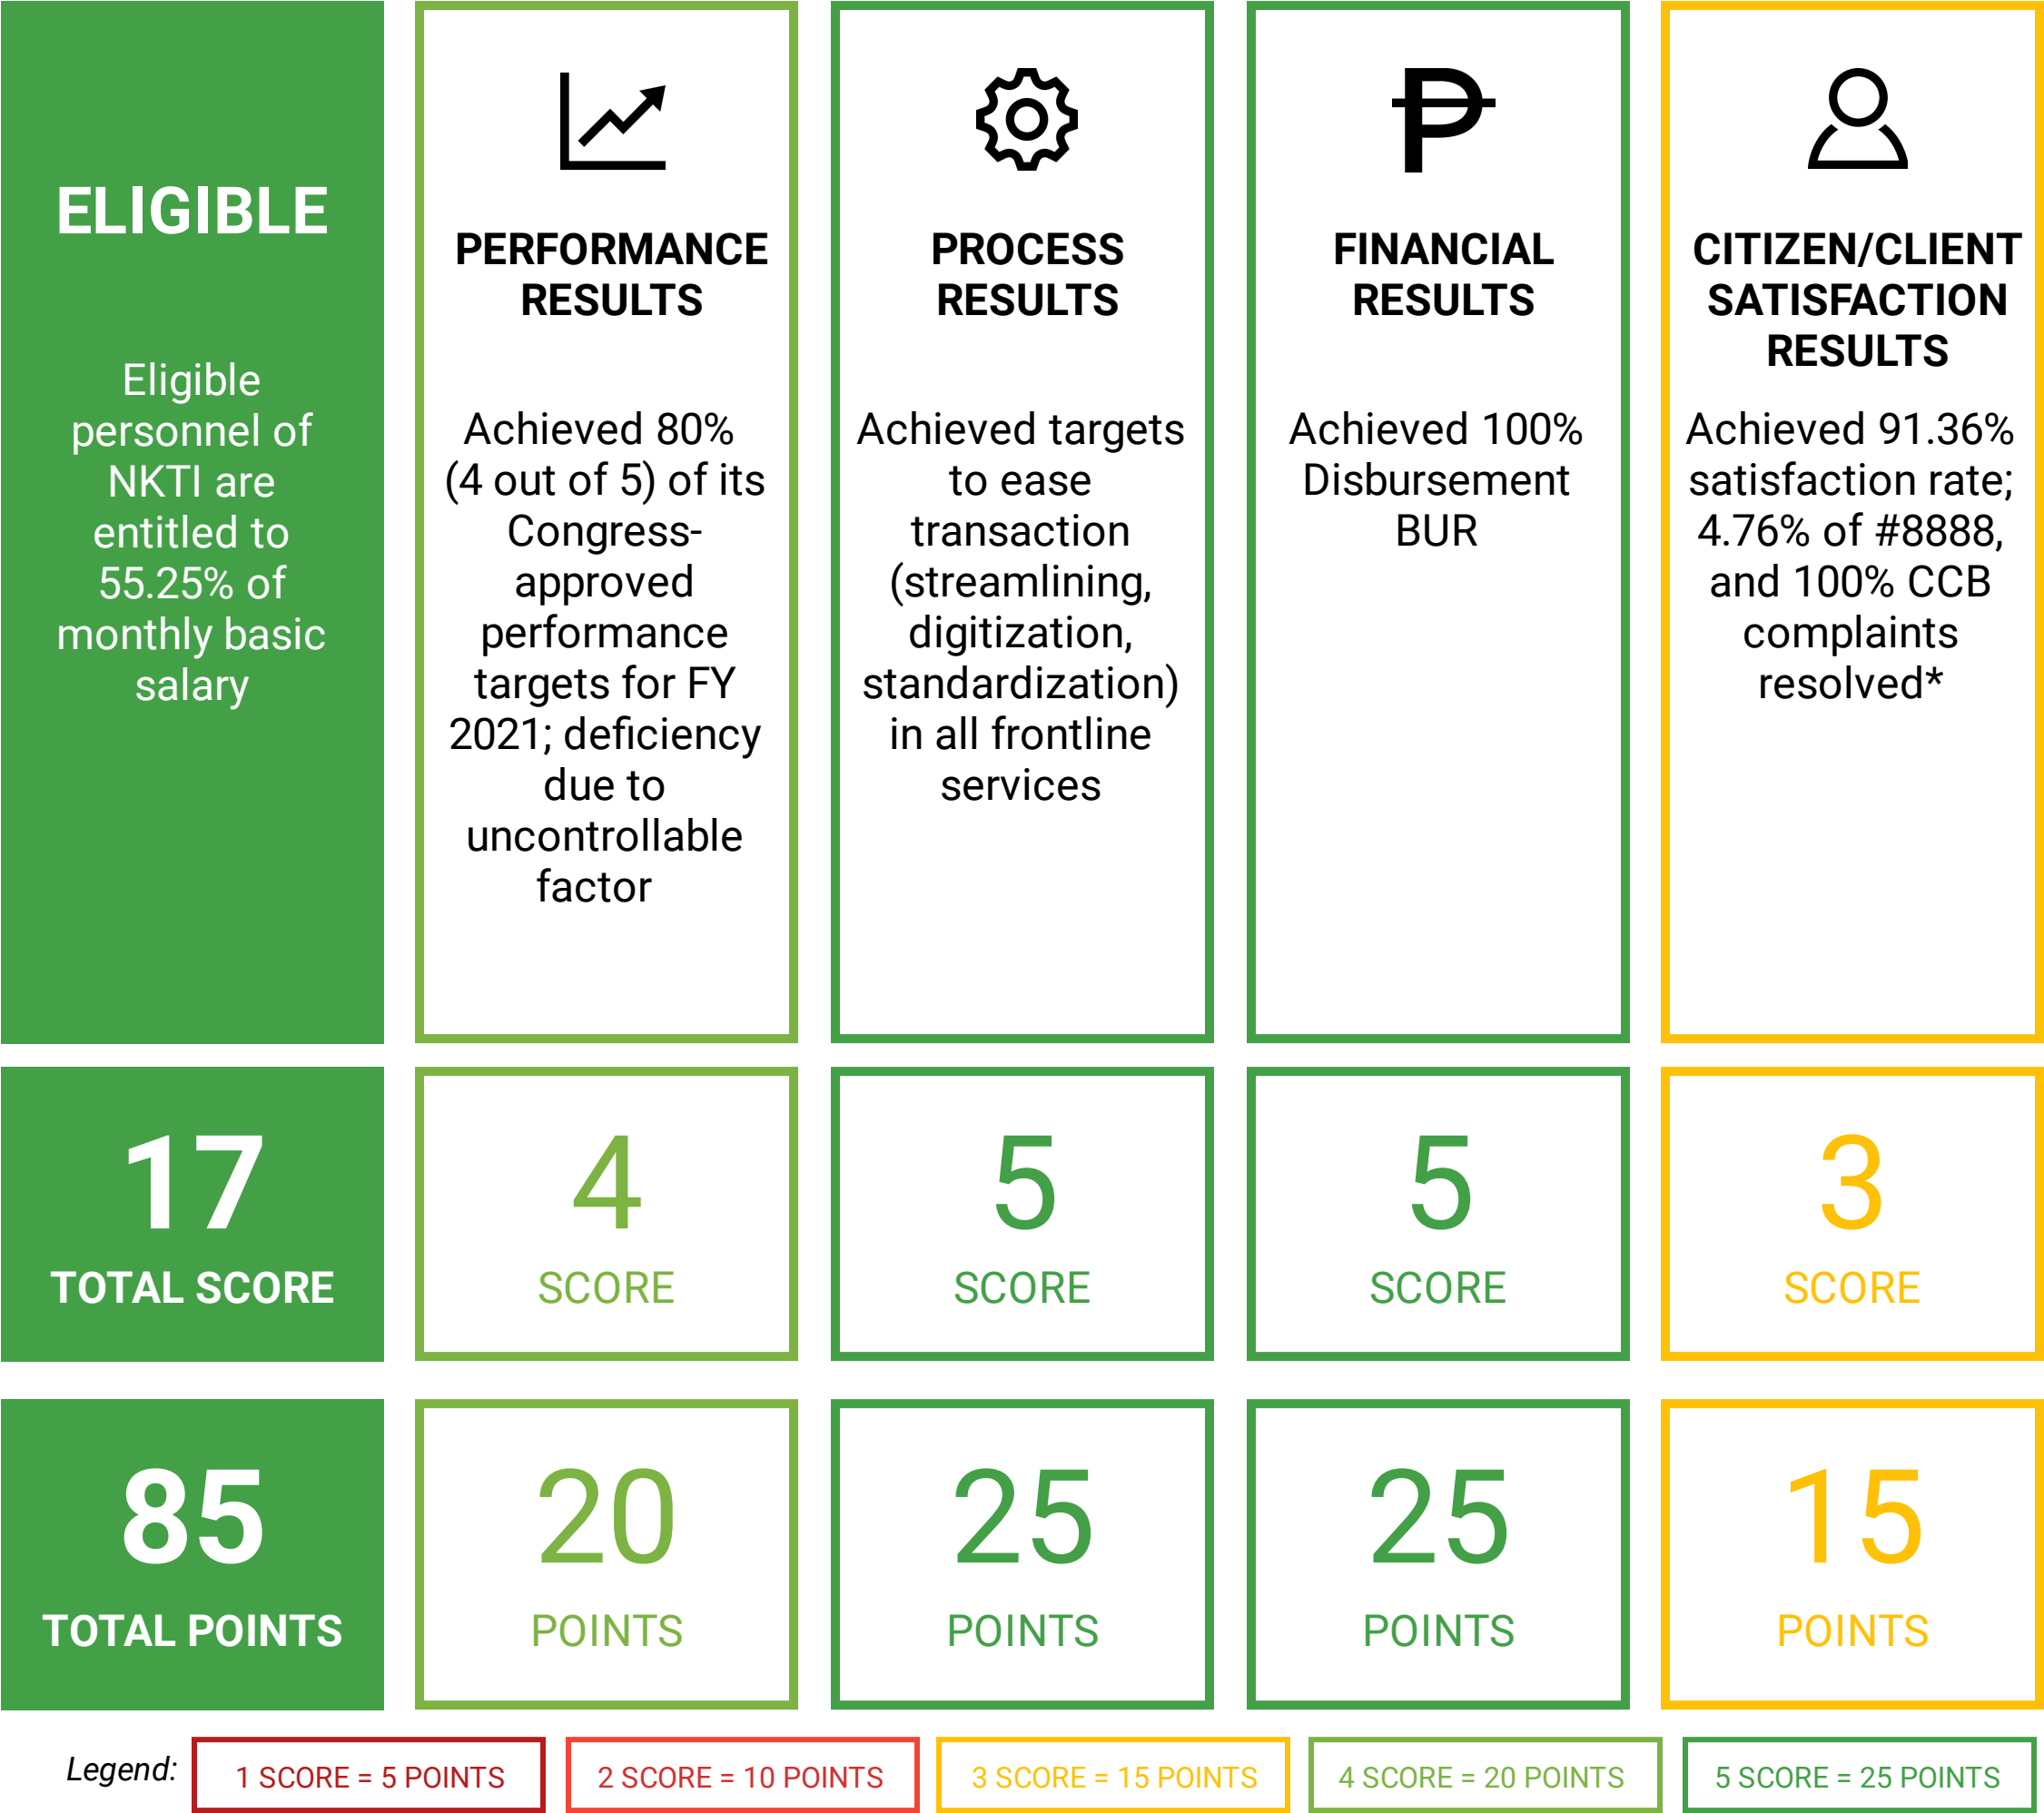 ELIGIBLE
Eligible
personnel of
NKTI are
entitled to
55.25% of
monthly basic
salary
PERFORMANCE
RESULTS
Achieved 80%
(4 out of 5) of its
Congress-
approved
performance
targets for FY
2021; deficiency
due to
uncontrollable
factor
PROCESS
RESULTS
Achieved targets
to ease
transaction
(streamlining,
digitization,
standardization)
in all frontline
services
₱
FINANCIAL
RESULTS
Achieved 100%
Disbursement
BUR
CITIZEN/CLIENT
SATISFACTION
RESULTS
Achieved 91.36%
satisfaction rate;
4.76% of #8888,
and 100% CCB
complaints
resolved*
17
TOTAL SCORE
4
SCORE
5
SCORE
5
SCORE
3
SCORE
85
TOTAL POINTS
20
POINTS
25
POINTS
25
POINTS
15
POINTS
Legend:
1 SCORE = 5 POINTS
2 SCORE = 10 POINTS
3 SCORE = 15 POINTS
4 SCORE = 20 POINTS
5 SCORE = 25 POINTS